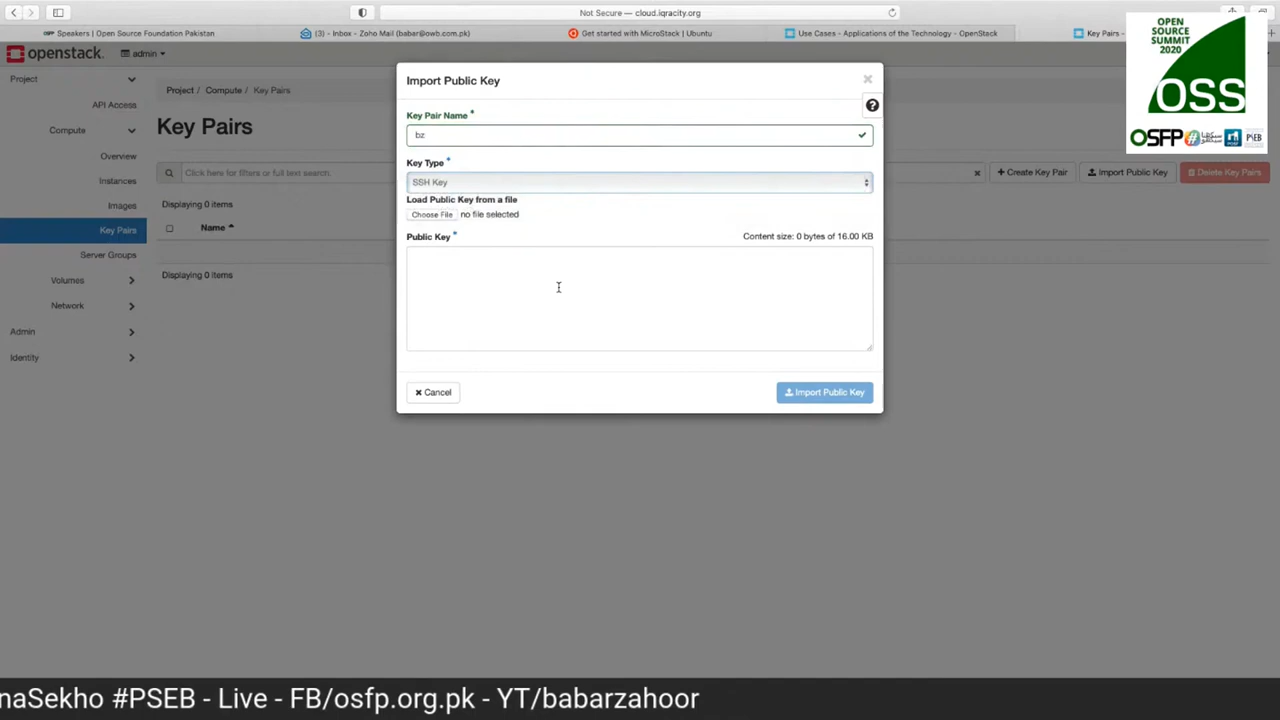 Not Secure — cloud.iqracity.org
Speakers | Open Source Foundation Pakistan
(3) - Inbox - Zoho Mail (babar@owb.com.pk)
Get started with MicroStack | Ubuntu
Use Cases - Applications of the Technology - OpenStack
Key Pairs -
openstack.
admin
Project
API Access
Compute
Overview
Instances
Images
Key Pairs
Server Groups
Volumes
Network
Admin
Identity
Project / Compute / Key Pairs
Key Pairs
Click here for filters or full text search.
+ Create Key Pair
Import Public Key
Delete Key Pairs
Displaying 0 items
Name
Displaying 0 items
Import Public Key
Key Pair Name *
bz
Key Type *
SSH Key
Load Public Key from a file
Choose File no file selected
Public Key *
Content size: 0 bytes of 16.00 KB
Cancel
Import Public Key
OPEN
SOURCE
SUMMIT
2020
OSS
OSFP
PSEB
naSekho #PSEB - Live - FB/osfp.org.pk - YT/babarzahoor